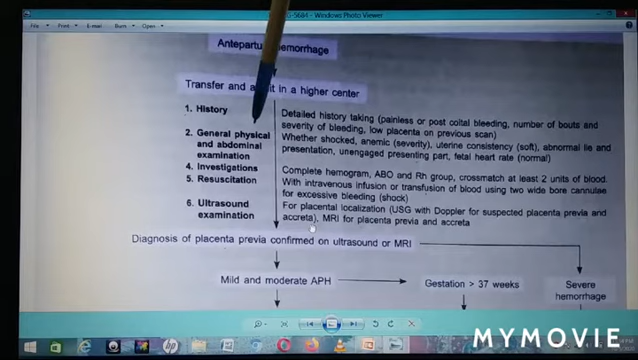 5684 - Windows Photo Viewer
File Print E-mail Burn Open
Transfer and in a higher center
1. History
Detailed history taking (painless or post coital bleeding, number of bouts and
severity of bleeding, low placenta on previous scan)
2. General physical
and abdominal
examination
Whether shocked, anemic (severity), uterine consistency (soft), abnormal lie and
presentation, unengaged presenting part, fetal heart rate (normal)
4. Investigations
Complete hemogram, ABO and Rh group, crossmatch at least 2 units of blood.
5. Resuscitation
With intravenous infusion or transfusion of blood using two wide bore cannulae
for excessive bleeding (shock)
6. Ultrasound
examination
For placental localization (USG with Doppler for suspected placenta previa and
accreta), MRI for placenta previa and accreta
Diagnosis of placenta previa confirmed on ultrasound or MRI
Mild and moderate APH
Gestation > 37 weeks
Severe
hemorrhage
MYMOVIE